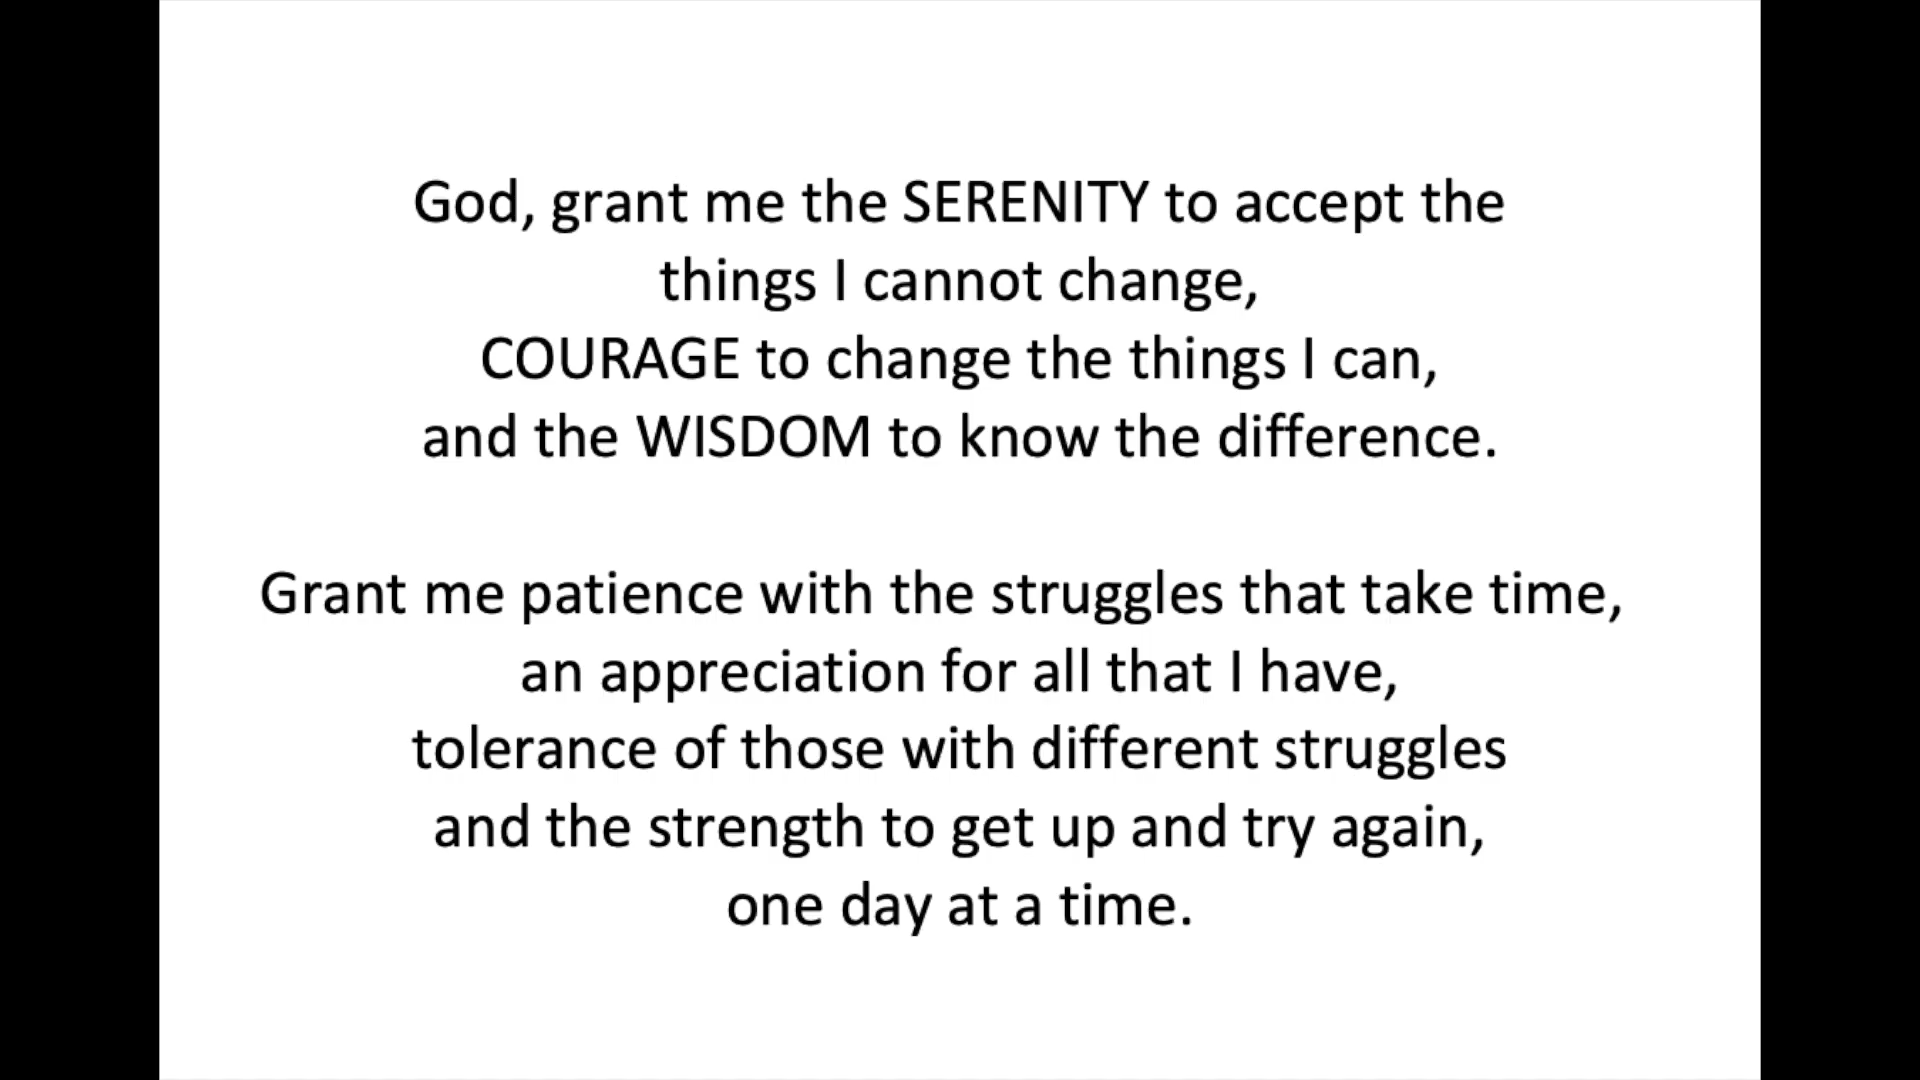 God, grant me the SERENITY to accept the
things I cannot change,
COURAGE to change the things I can,
and the WISDOM to know the difference.
Grant me patience with the struggles that take time,
an appreciation for all that I have,
tolerance of those with different struggles
and the strength to get up and try again,
one day at a time.